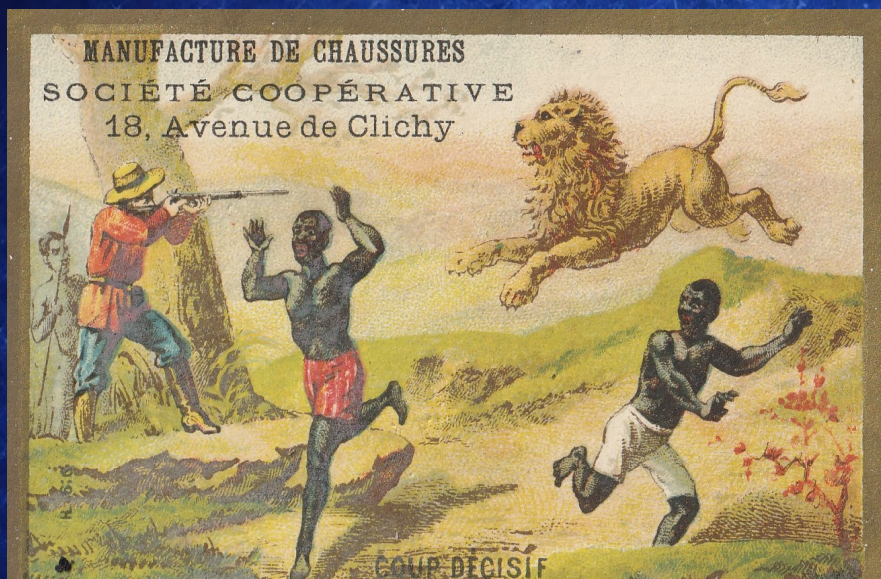 MANUFACTURE DE CHAUSSURES
SOCIÉTÉ COOPÉRATIVE
18, Avenue de Clichy
COUP DÉCISIF